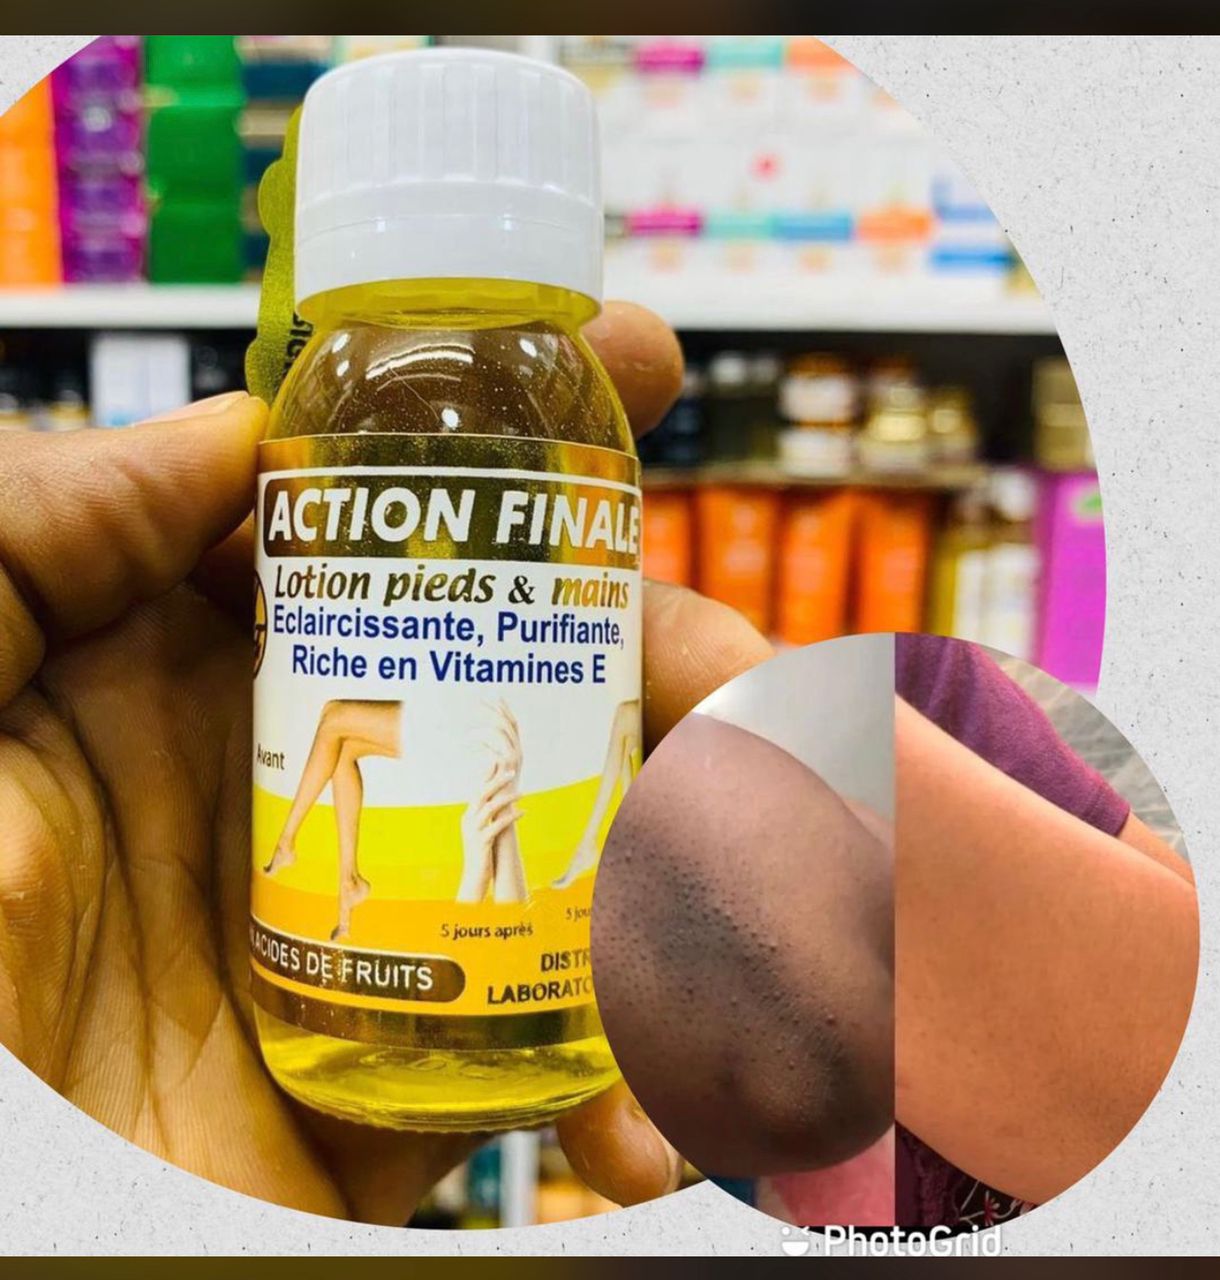 ACTION FINALE
Lotion pieds & mains
Eclaircissante, Purifiante,
Riche en Vitamines E
Avant
5 jours après
5 jou
ACIDES DE FRUITS
DISTR
LABORATO
PhotoGrid